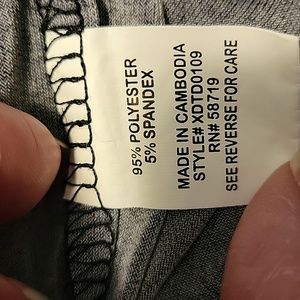 95% POLYESTER
5% SPANDEX
MADE IN CAMBODIA
STYLE# XDTD0109
RN# 58719
SEE REVERSE FOR CARE